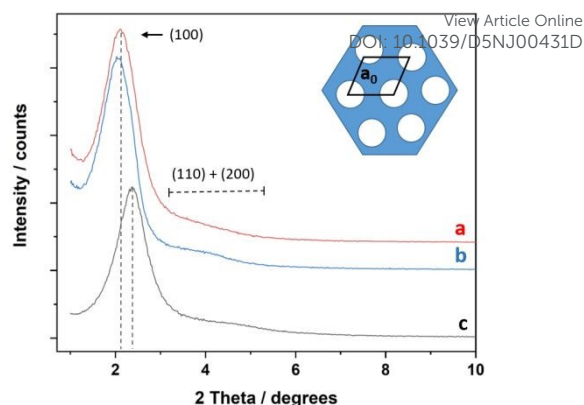 View Article Online
DOI: 10.1039/D5NJ00431D
(100)
a₀
(110) + (200)
a
b
c
Intensity / counts
2 4 6 8 10
2 Theta / degrees